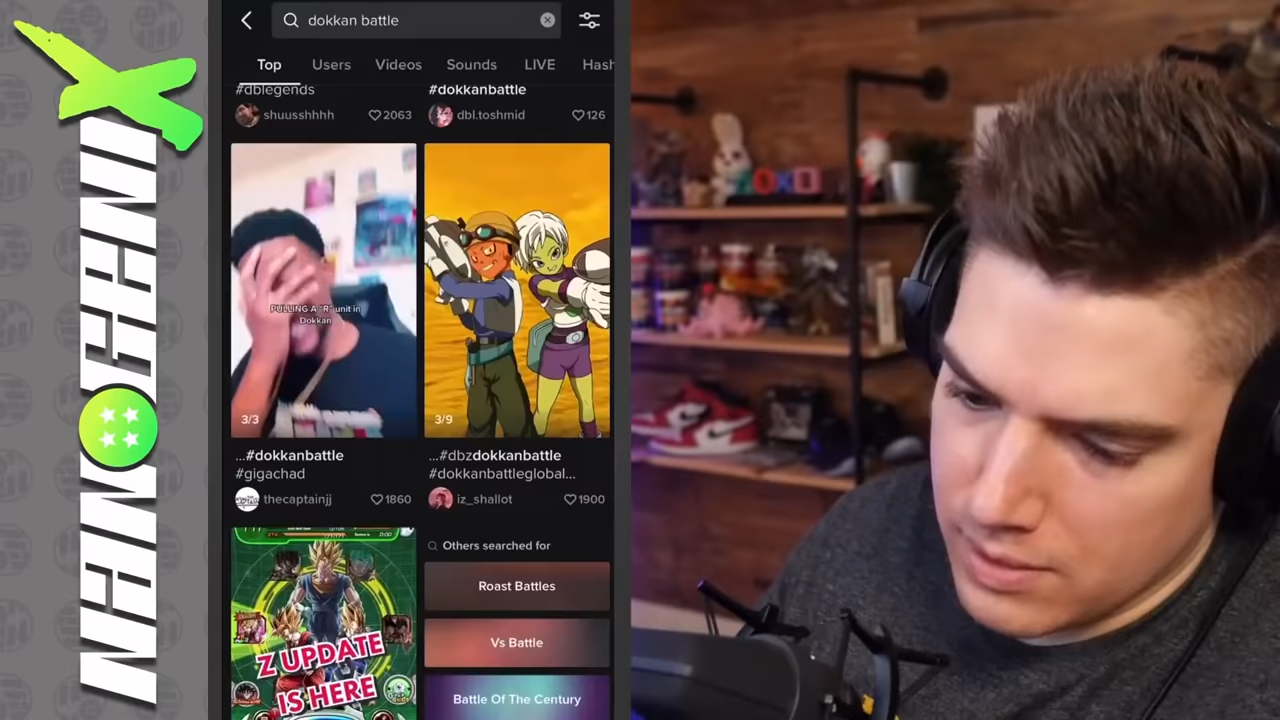 NANOGENIX
dokkan battle
Top Users Videos Sounds LIVE Hash
#dblegends
#dokkanbattle
shuusshhhh
2063
dbl.toshmid
126
PULLING A "R" unit in
Dokkan
3/3
3/9
...#dokkanbattle
#gigachad
thecaptainjj
1860
...#dbzdokkanbattle
#dokkanbattleglobal...
iz_shallot
1900
Z UPDATE
IS HERE
Others searched for
Roast Battles
Vs Battle
Battle Of The Century
OXO